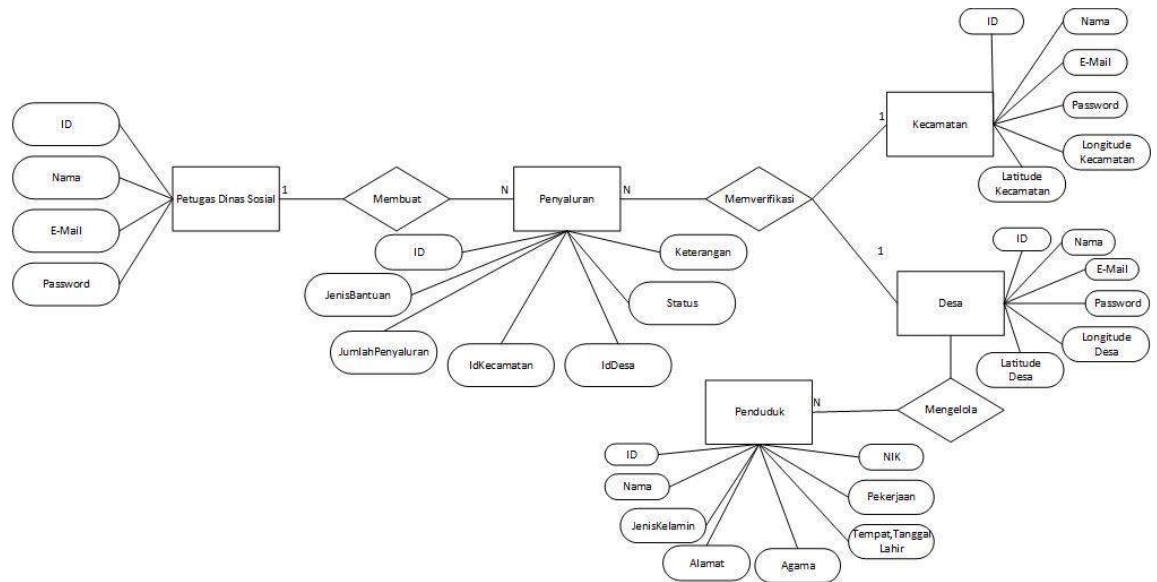 ID
Nama
E-Mail
Password
Petugas Dinas Sosial
1
Membuat
N
Penyaluran
N
Memverifikasi
ID
JenisBantuan
JumlahPenyaluran
IdKecamatan
IdDesa
Status
Keterangan
1
Kecamatan
ID
Nama
E-Mail
Password
Longitude
Kecamatan
Latitude
Kecamatan
1
Desa
ID
Nama
E-Mail
Password
Longitude
Desa
Latitude
Desa
Mengelola
N
Penduduk
ID
Nama
JenisKelamin
Alamat
Agama
Tempat,Tanggal
Lahir
Pekerjaan
NIK